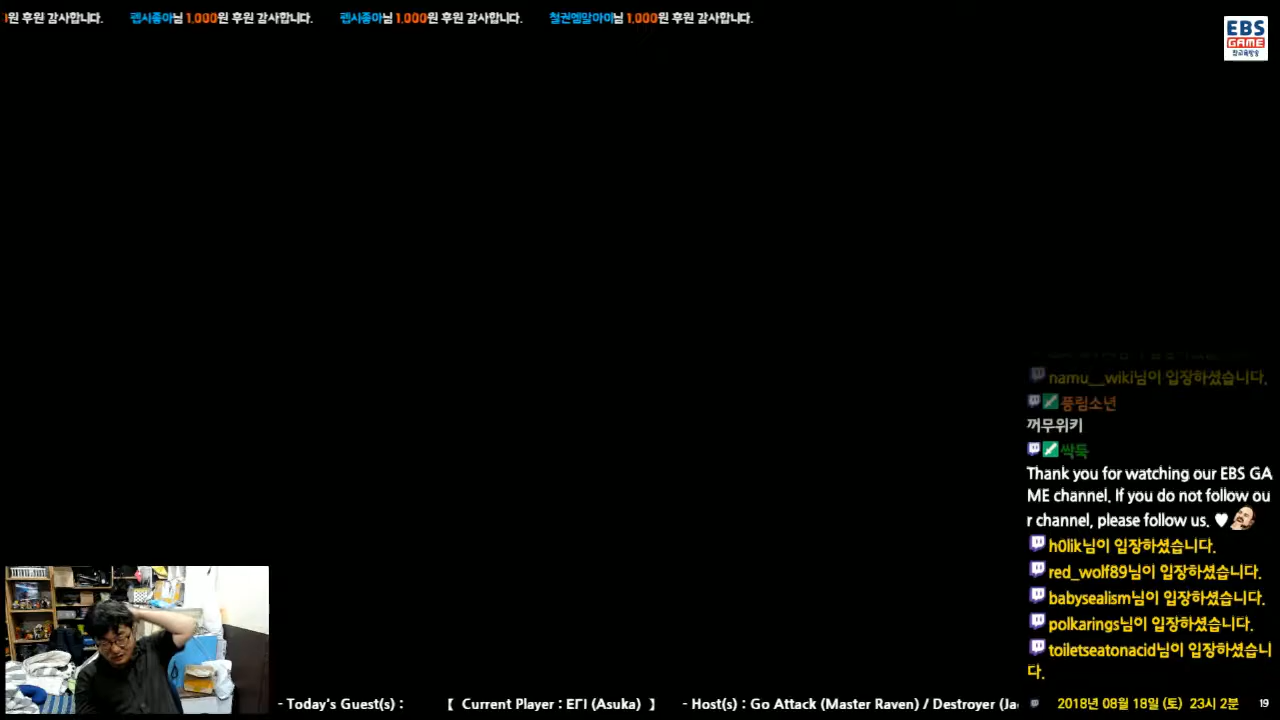 원 후원 감사합니다. 펩시좋아님 1,000원 후원 감사합니다. 펩시좋아님 1,000원 후원 감사합니다. 철권엠알아이님 1,000원 후원 감사합니다.
EBS
GAME
namu__wiki님이 입장하셨습니다.
풍림소년
꺼무위키
싹둑
Thank you for watching our EBS GA
ME channel. If you do not follow ou
r channel, please follow us. ♥
h0lik님이 입장하셨습니다.
red_wolf89님이 입장하셨습니다.
babysealism님이 입장하셨습니다.
polkarings님이 입장하셨습니다.
toiletseatonacid님이 입장하셨습니
다.
- Today's Guest(s) : 【 Current Player : ЕГІ (Asuka) 】 - Host(s) : Go Attack (Master Raven) / Destroyer (Ja
2018년 08월 18일 (토) 23시 2분 19